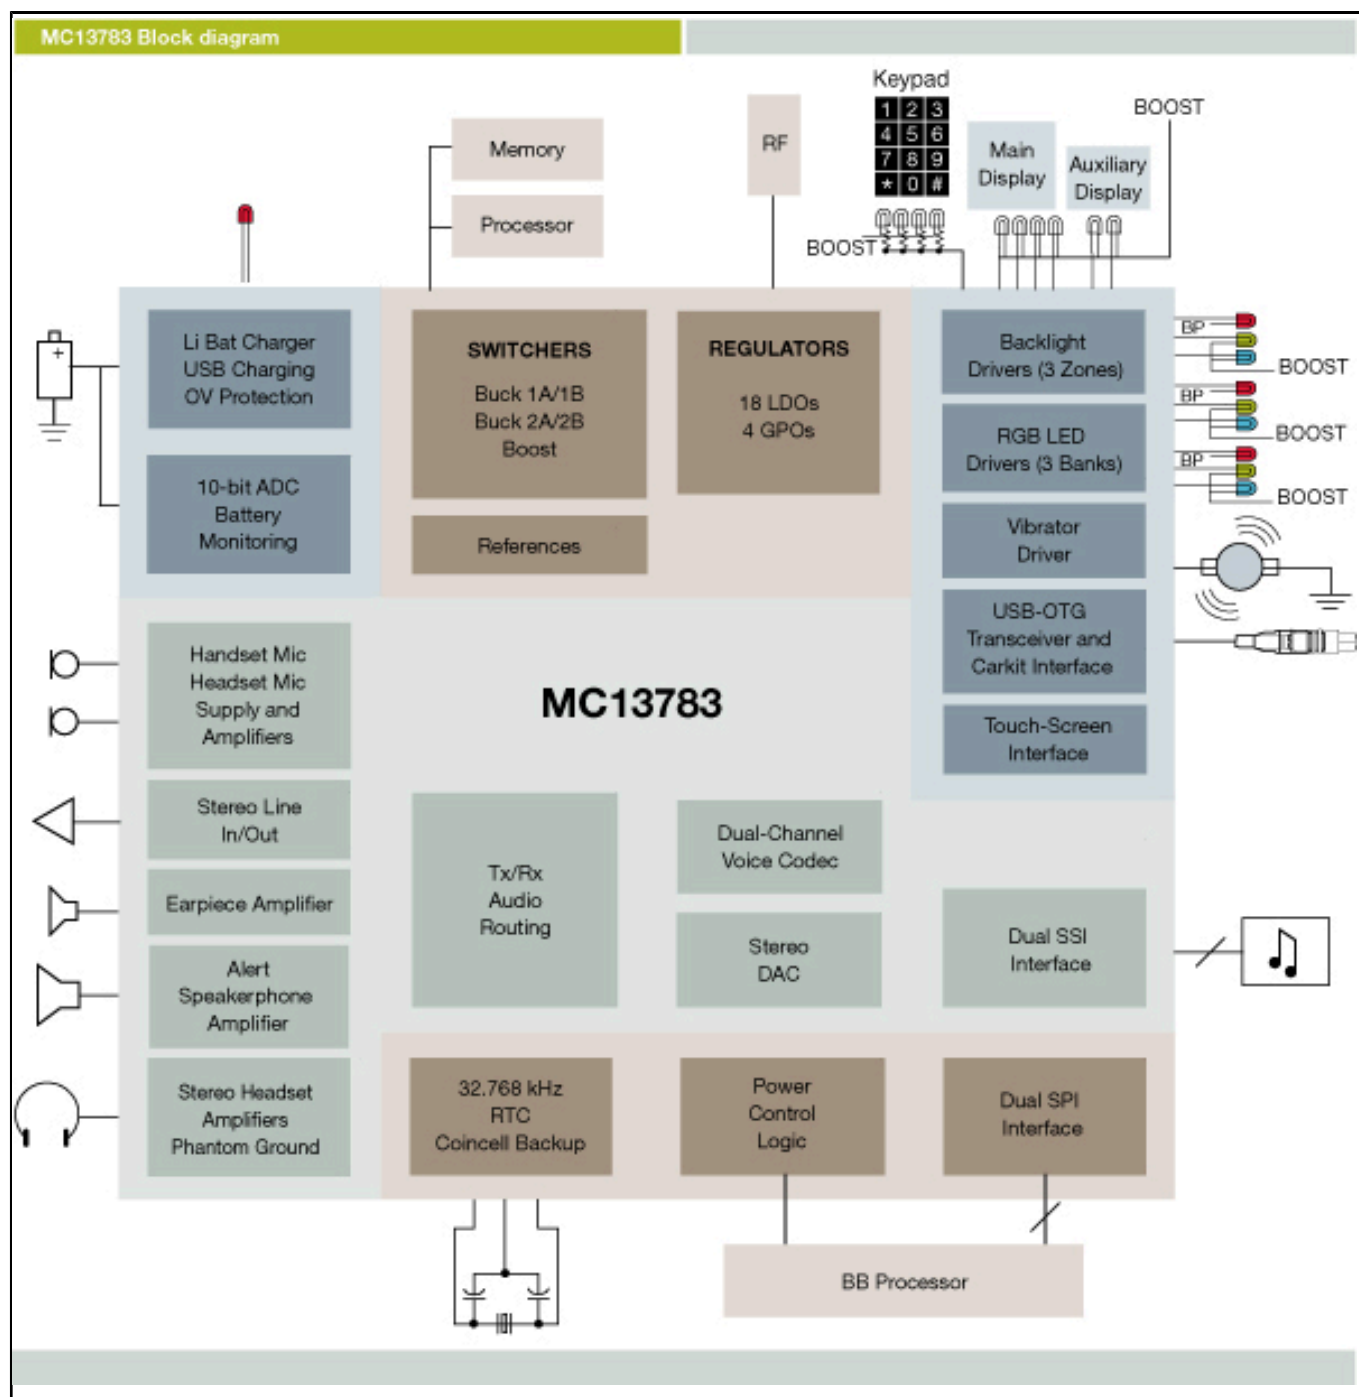 MC13783 Block diagram
Keypad
1 2 3
4 5 6
7 8 9
* 0 #
BOOST
Memory
Processor
RF
Main
Display
Auxiliary
Display
BOOST
Li Bat Charger
USB Charging
OV Protection
10-bit ADC
Battery
Monitoring
SWITCHERS
Buck 1A/1B
Buck 2A/2B
Boost
References
REGULATORS
18 LDOs
4 GPOs
Backlight
Drivers (3 Zones)
RGB LED
Drivers (3 Banks)
Vibrator
Driver
USB-OTG
Transceiver and
Carkit Interface
Touch-Screen
Interface
BP
BOOST
BP
BOOST
BP
BOOST
+
Handset Mic
Headset Mic
Supply and
Amplifiers
Stereo Line
In/Out
Earpiece Amplifier
Alert
Speakerphone
Amplifier
Stereo Headset
Amplifiers
Phantom Ground
MC13783
Tx/Rx
Audio
Routing
Dual-Channel
Voice Codec
Stereo
DAC
Dual SSI
Interface
32.768 kHz
RTC
Coincell Backup
Power
Control
Logic
Dual SPI
Interface
BB Processor